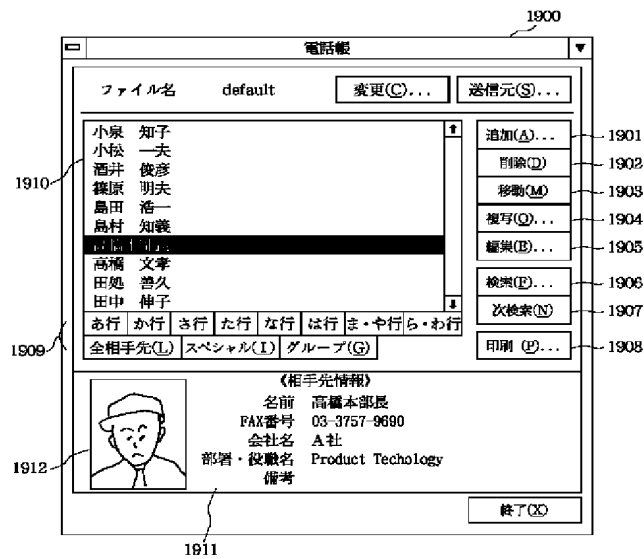 1900
電話帳
ファイル名 default 変更(C)... 送信元(S)...
小泉 知子
小松 一夫
酒井 俊彦
篠原 明夫
島田 浩一
島村 知義
高橋 文孝
田処 善久
田中 伸子
あ行 か行 さ行 た行 な行 は行 ま・や行 ら・わ行
全相手先(L) スペシャル(I) グループ(G)
追加(A)... 1901
削除(D) 1902
移動(M) 1903
複写(O)... 1904
編集(E)... 1905
検索(F)... 1906
次検索(N) 1907
印刷 (P)... 1908
1910
1909
《相手先情報》
名前 高橋本部長
FAX番号 03-3757-9690
会社名 A社
部署・役職名 Product Techology
備考
1912
1911
終了(X)